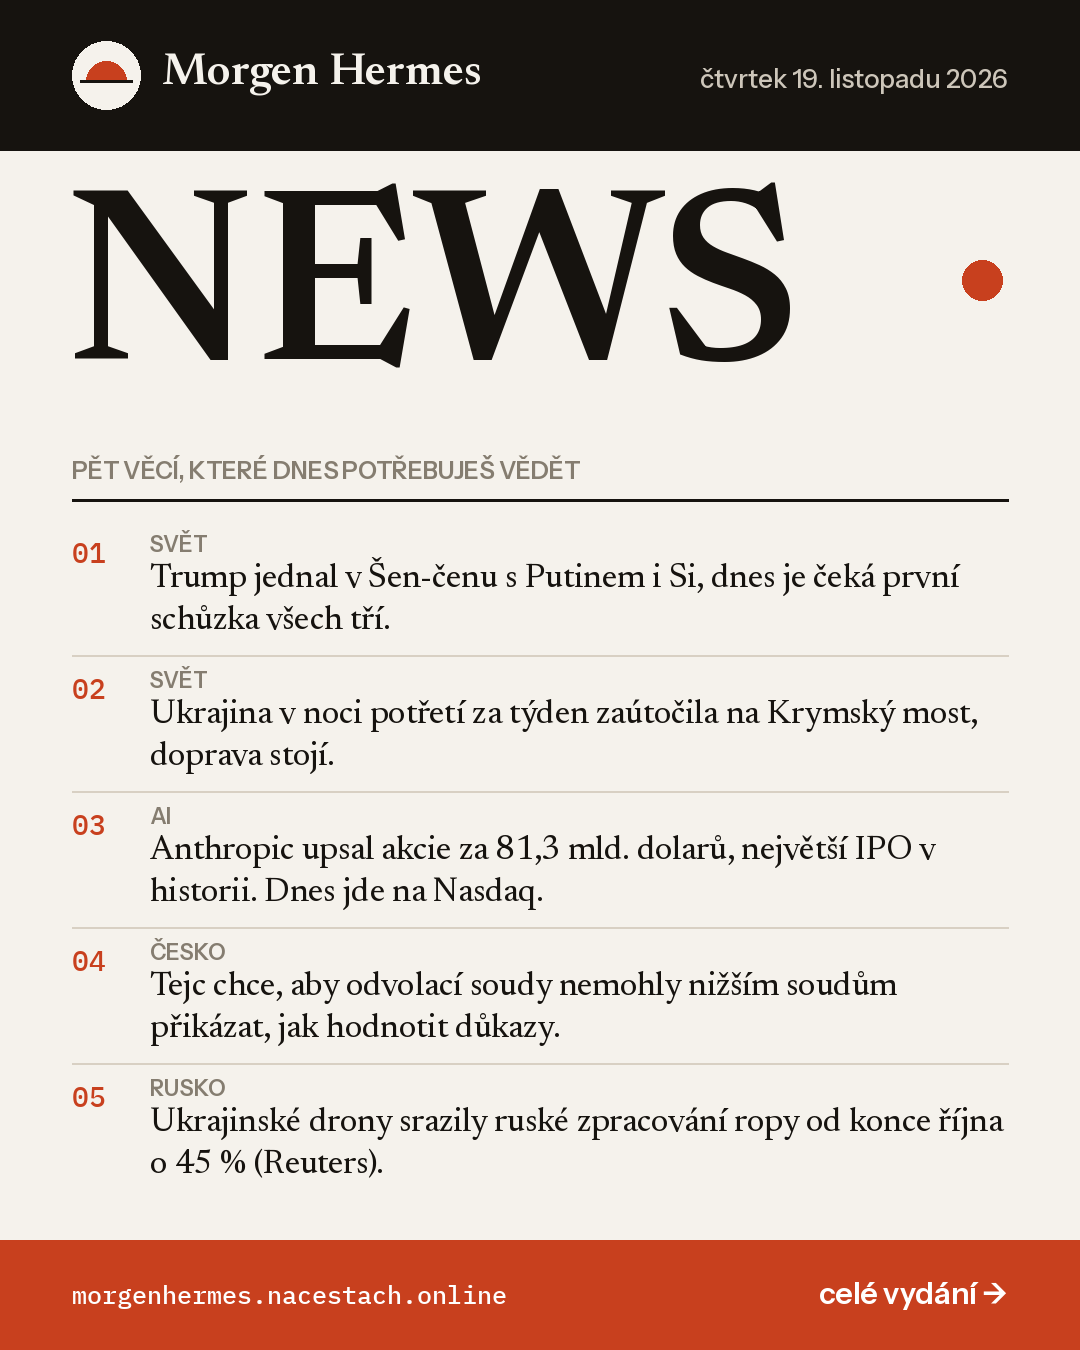 Morgen Hermes
čtvrtek 19. listopadu 2026
NEWS
PĚT VĚCÍ, KTERÉ DNES POTŘEBUJEŠ VĚDĚT
01
SVĚT
Trump jednal v Šen-čenu s Putinem i Si, dnes je čeká první
schůzka všech tří.
02
SVĚT
Ukrajina v noci potřetí za týden zaútočila na Krymský most,
doprava stojí.
03
AI
Anthropic upsal akcie za 81,3 mld. dolarů, největší IPO v
historii. Dnes jde na Nasdaq.
04
ČESKO
Tejc chce, aby odvolací soudy nemohly nižším soudům
přikázat, jak hodnotit důkazy.
05
RUSKO
Ukrajinské drony srazily ruské zpracování ropy od konce října
o 45 % (Reuters).
morgenhermes.nacestach.online
celé vydání →